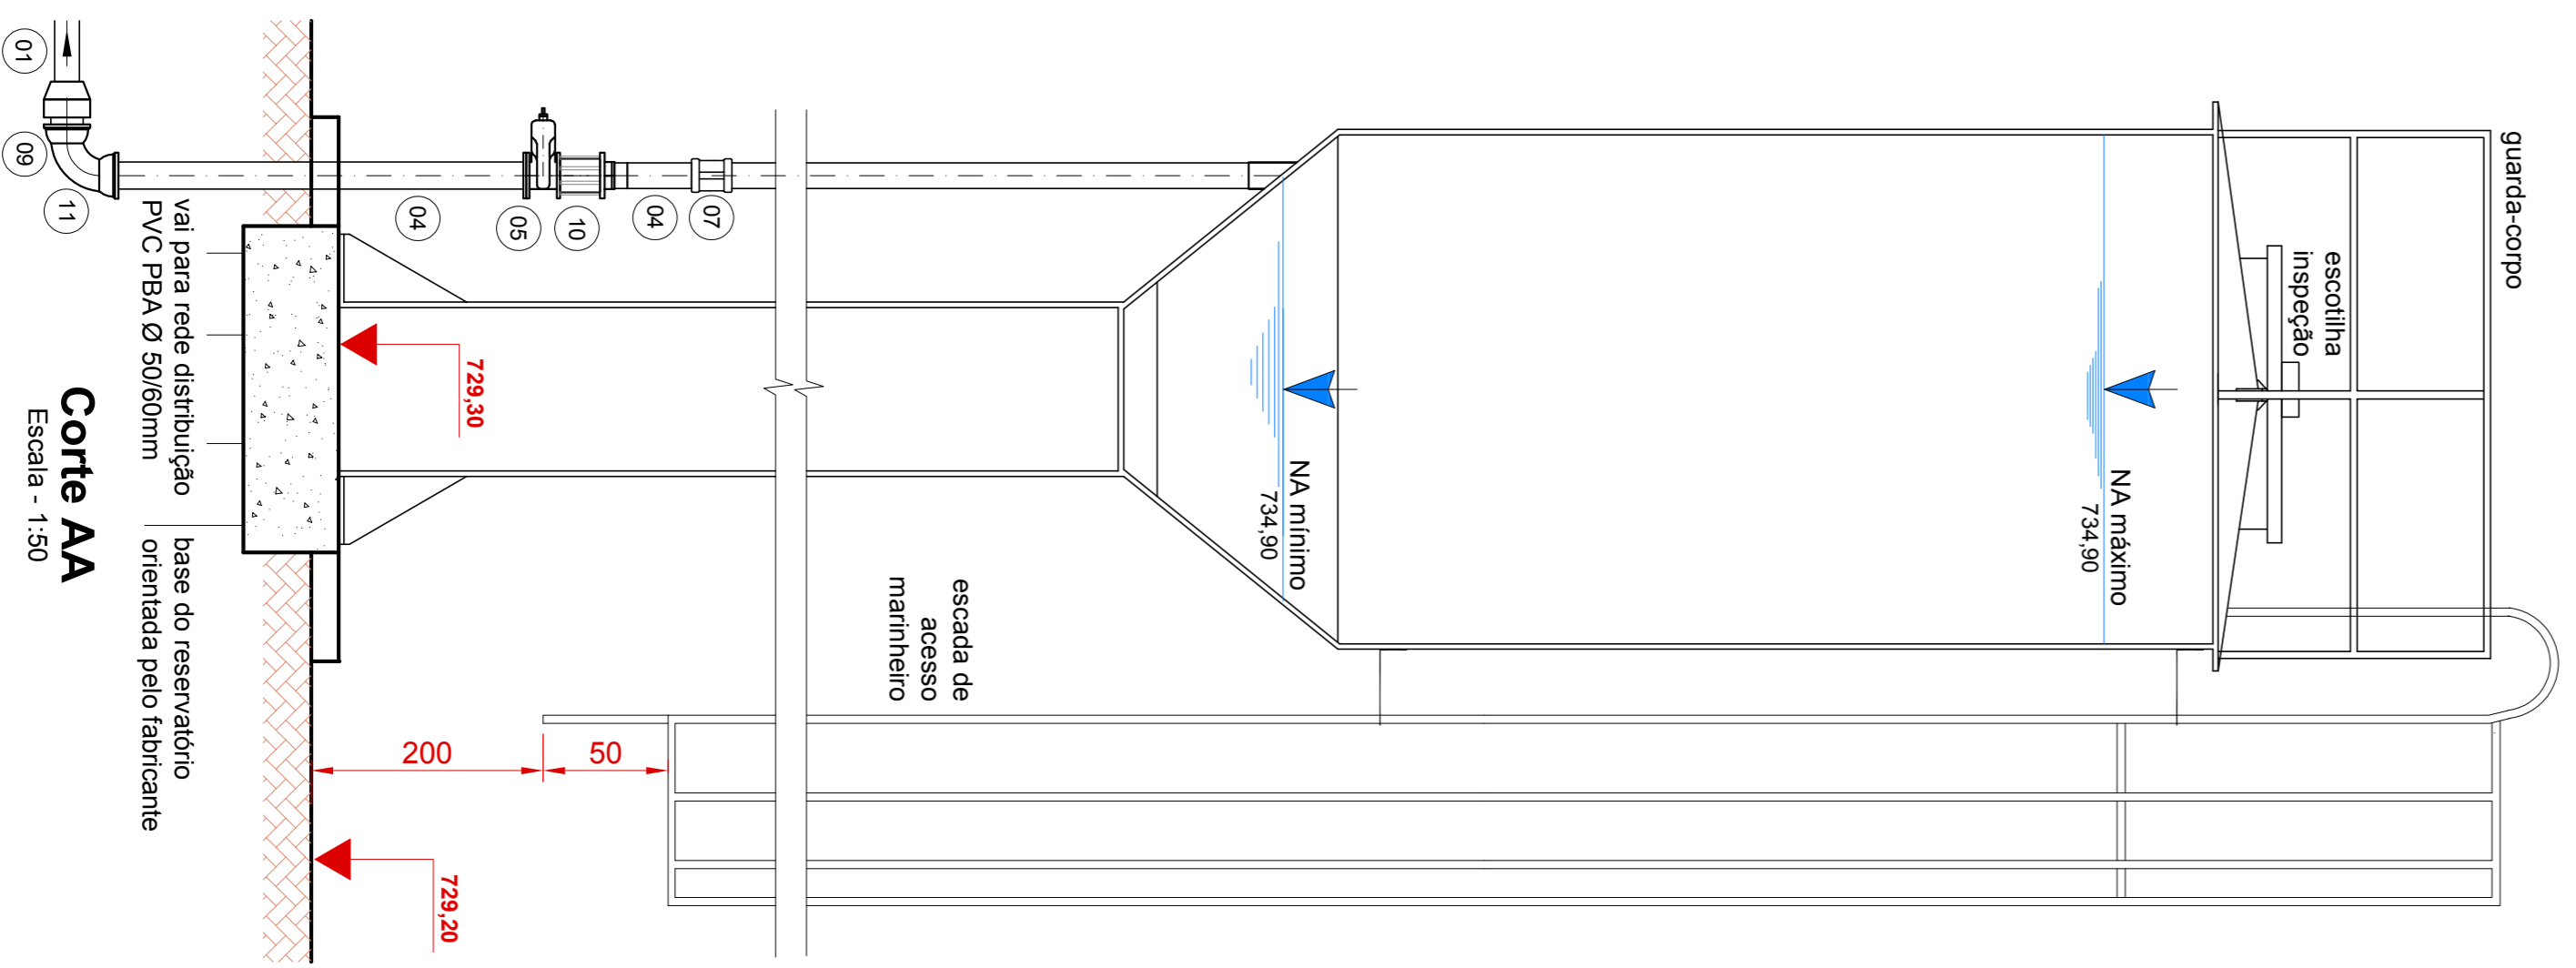 guarda-corpo
escotilha
inspeção
NA máximo
734,90
NA mínimo
734,90
escada de
acesso
marinheiro
07
04
10
05
04
50
200
729,30
729,20
01
09
11
vai para rede distribuição
PVC PBA Ø 50/60mm
base do reservatório
orientada pelo fabricante
Corte AA
Escala - 1:50